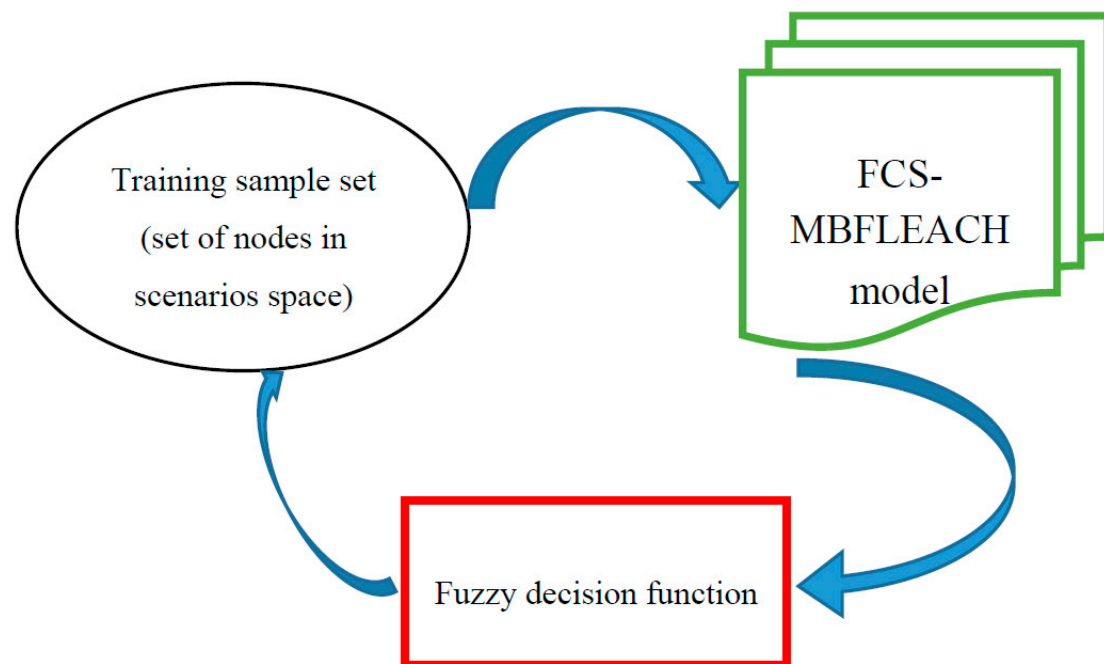 Training sample set
(set of nodes in
scenarios space)
FCS-
MBFLEACH
model
Fuzzy decision function